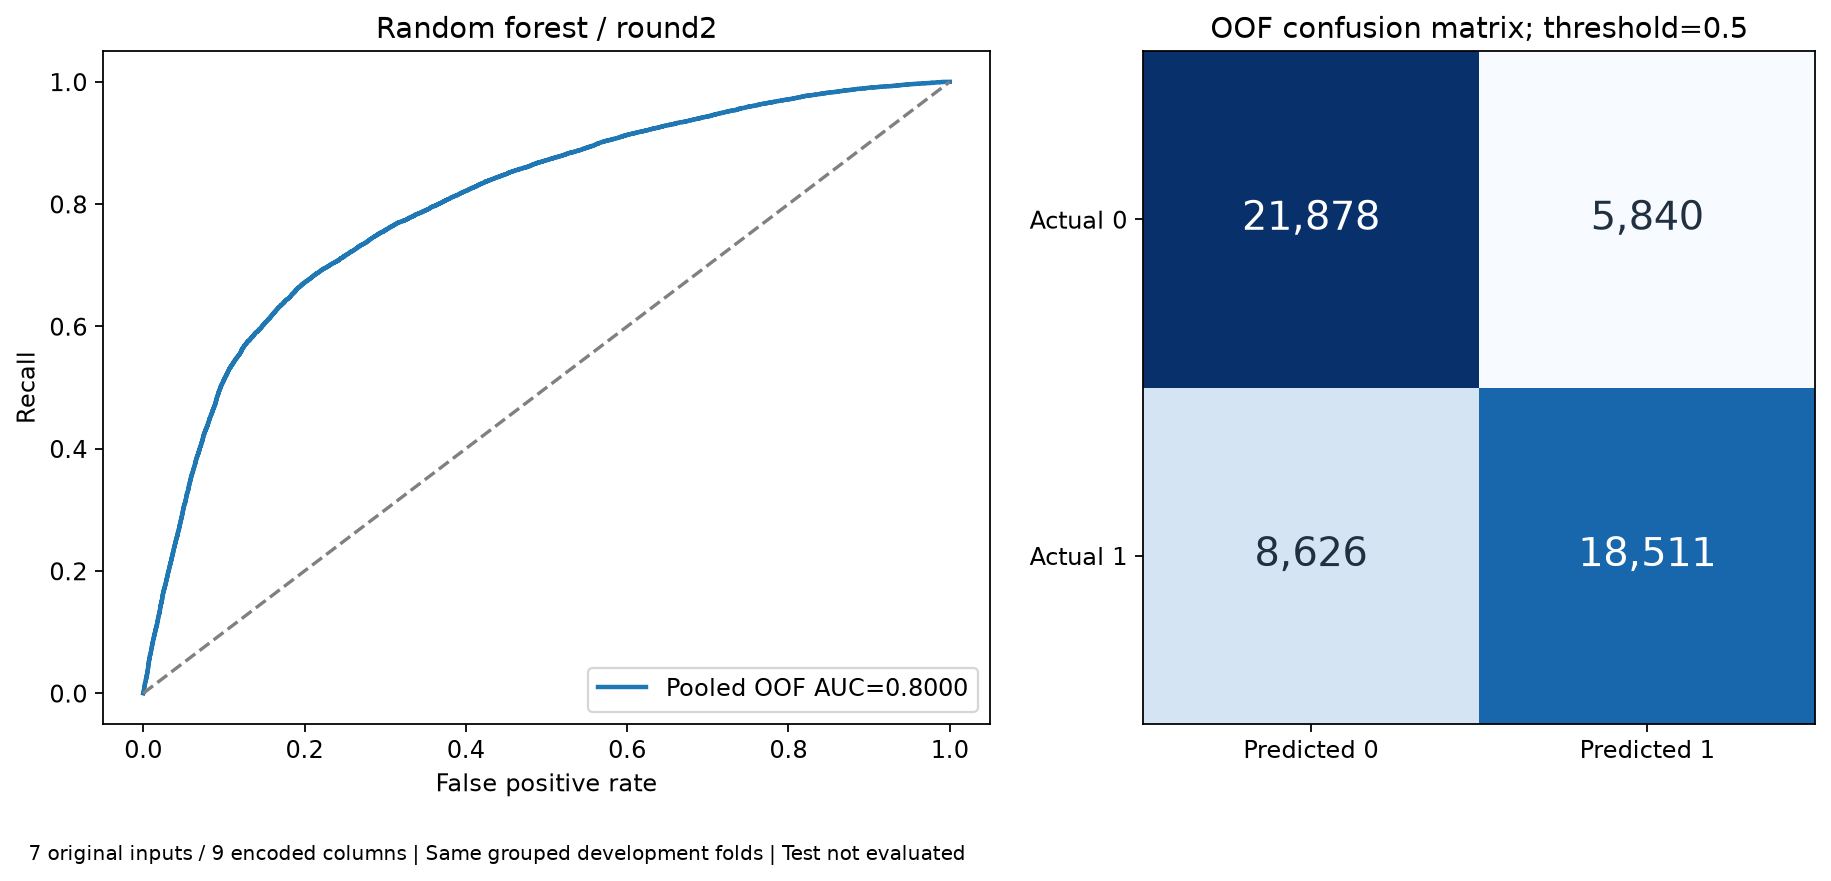 Random forest / round2
1.0
0.8
0.6
0.4
0.2
0.0
Recall
0.0 0.2 0.4 0.6 0.8 1.0
False positive rate
Pooled OOF AUC=0.8000
OOF confusion matrix; threshold=0.5
Actual 0
21,878 5,840
Actual 1
8,626 18,511
Predicted 0 Predicted 1
7 original inputs / 9 encoded columns | Same grouped development folds | Test not evaluated